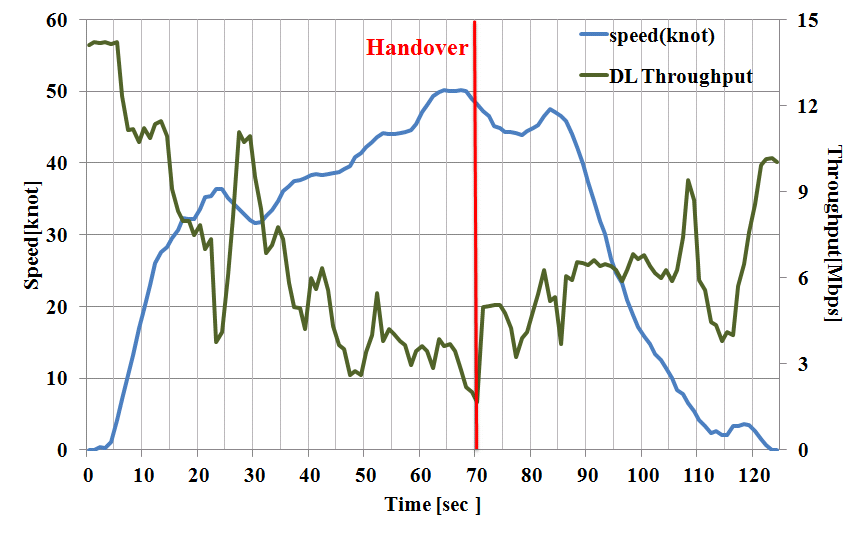 60
50
40
30
20
10
0
Speed[knot]
Handover
speed(knot)
DL Throughput
15
12
9
6
3
0
Throughput[Mbps]
0 10 20 30 40 50 60 70 80 90 100 110 120
Time [sec ]